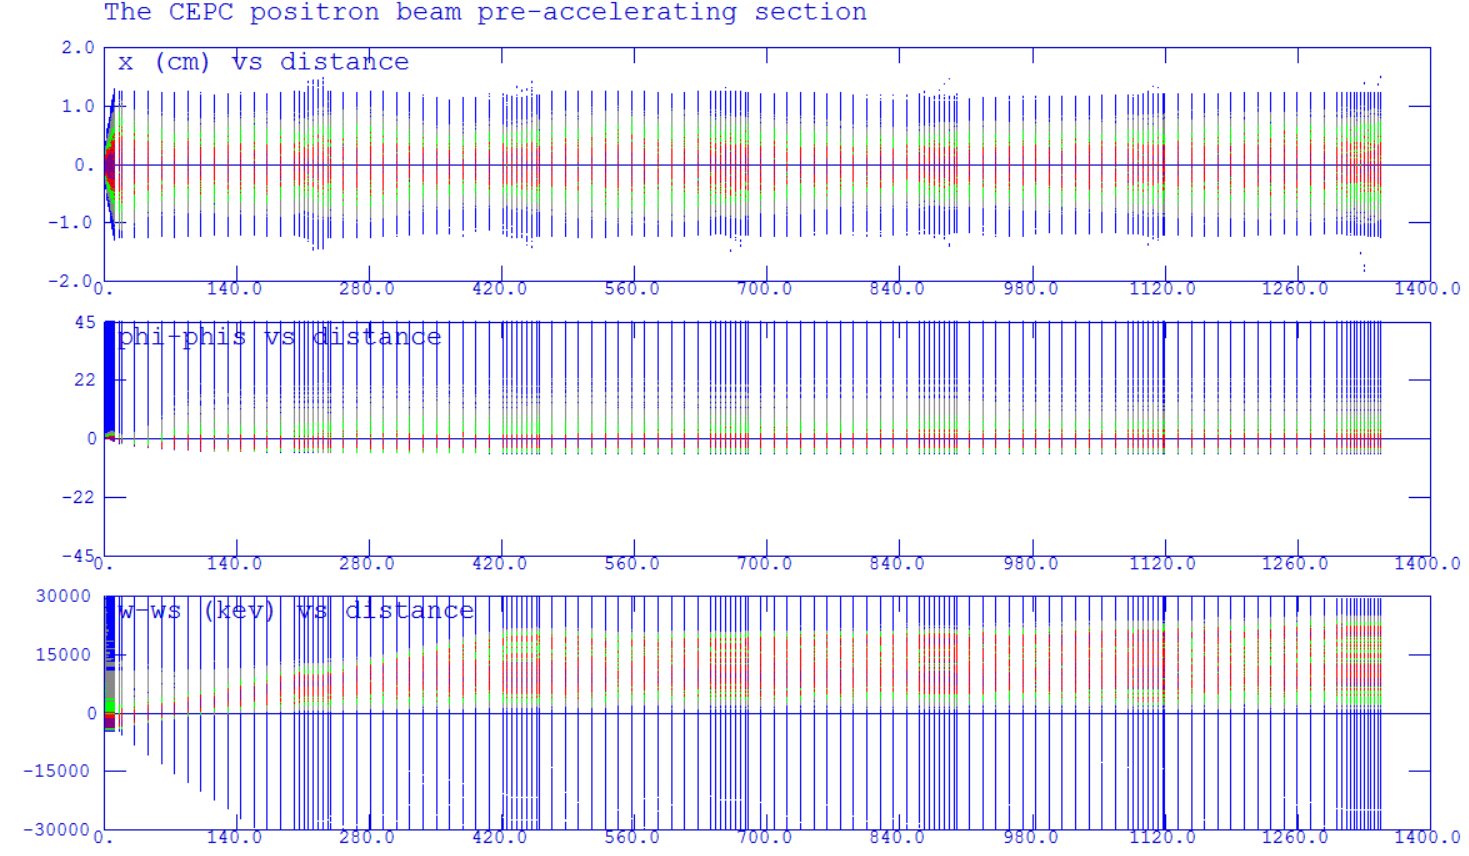 The CEPC positron beam pre-accelerating section
2.0
x (cm) vs distance
1.0
0.
-1.0
-2.0
0. 140.0 280.0 420.0 560.0 700.0 840.0 980.0 1120.0 1260.0 1400.0
45
phi-phis vs distance
22
0
-22
-45
0. 140.0 280.0 420.0 560.0 700.0 840.0 980.0 1120.0 1260.0 1400.0
30000
w-ws (kev) vs distance
15000
0
-15000
-30000
0. 140.0 280.0 420.0 560.0 700.0 840.0 980.0 1120.0 1260.0 1400.0